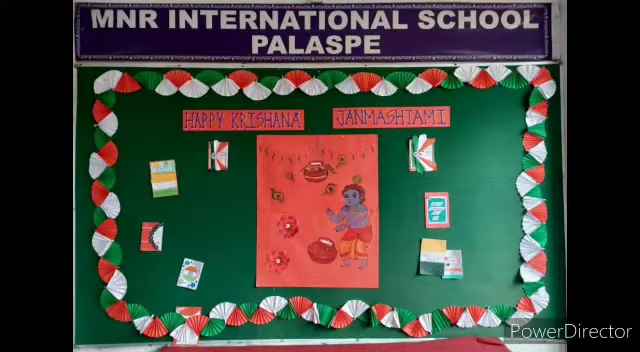 MNR INTERNATIONAL SCHOOL
PALASPE
HAPPY KRISHANA JANMASHTAMI
PowerDirector